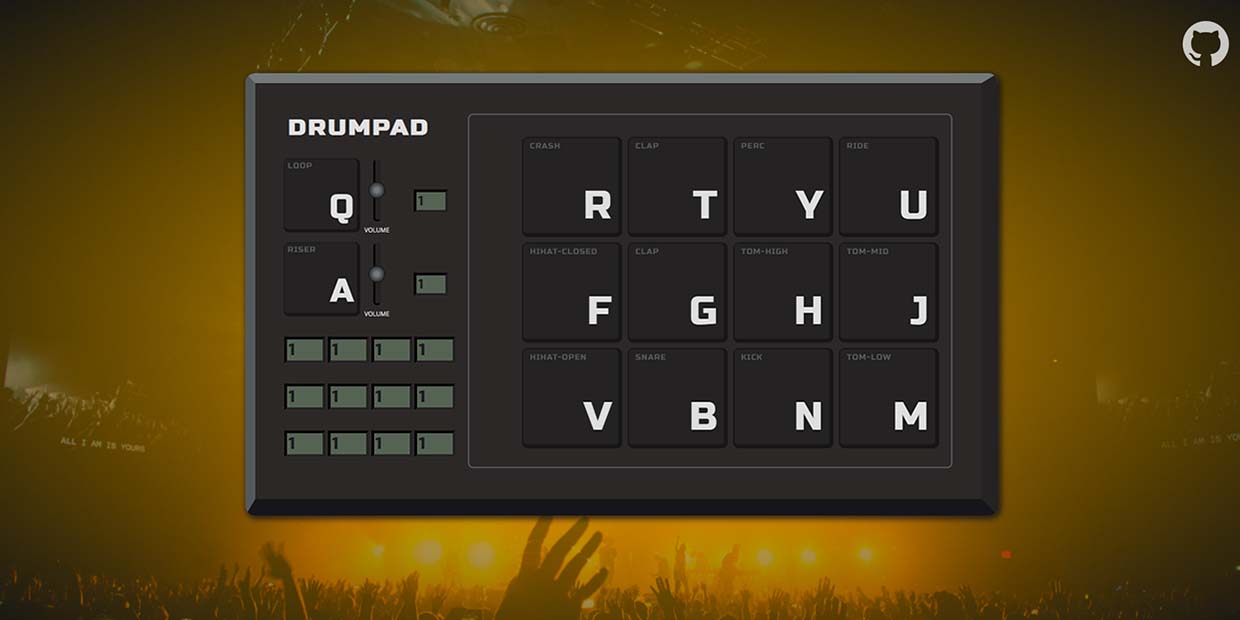 DRUMPAD
LOOP
Q
VOLUME
1
RISER
A
VOLUME
1
1 1 1 1
1 1 1 1
1 1 1 1
CRASH CLAP PERC RIDE
R T Y U
HIHAT-CLOSED CLAP TOM-HIGH TOM-MID
F G H J
HIHAT-OPEN SNARE KICK TOM-LOW
V B N M
ALL I AM IS YOURS
ALL I AM IS